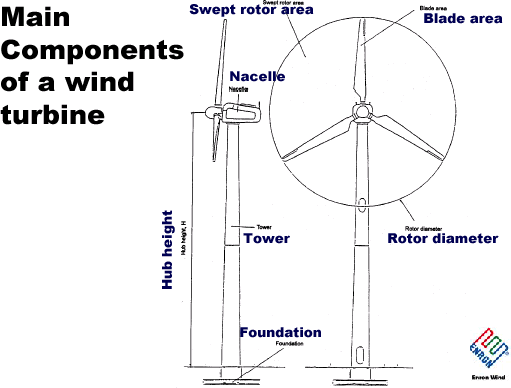 Main
Components
of a wind
turbine
Swept rotor area
Swept rotor area
Blade area
Blade area
Nacelle
Nacelle
Hub height
Hub height, H
Tower
Tower
Rotor diameter
Rotor diameter
Foundation
Foundation
ENRON
®
Enron Wind